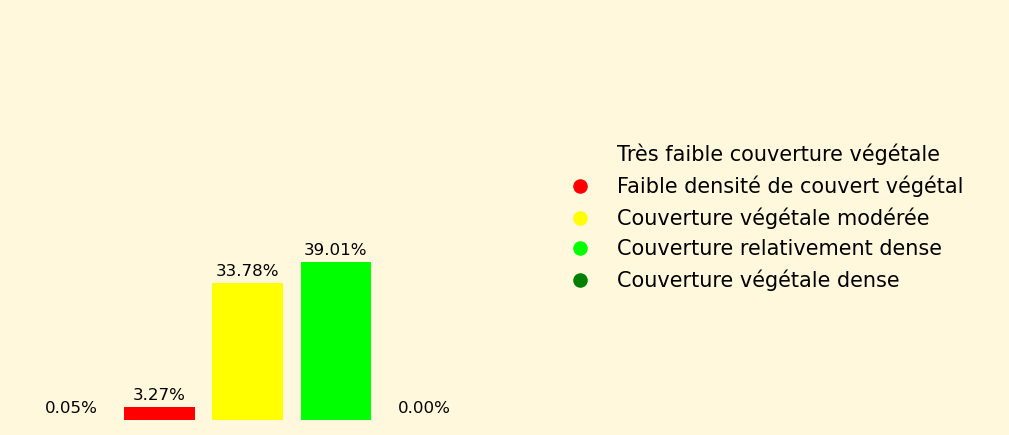 39.01%
33.78%
3.27%
0.05%
0.00%
Très faible couverture végétale
Faible densité de couvert végétal
Couverture végétale modérée
Couverture relativement dense
Couverture végétale dense